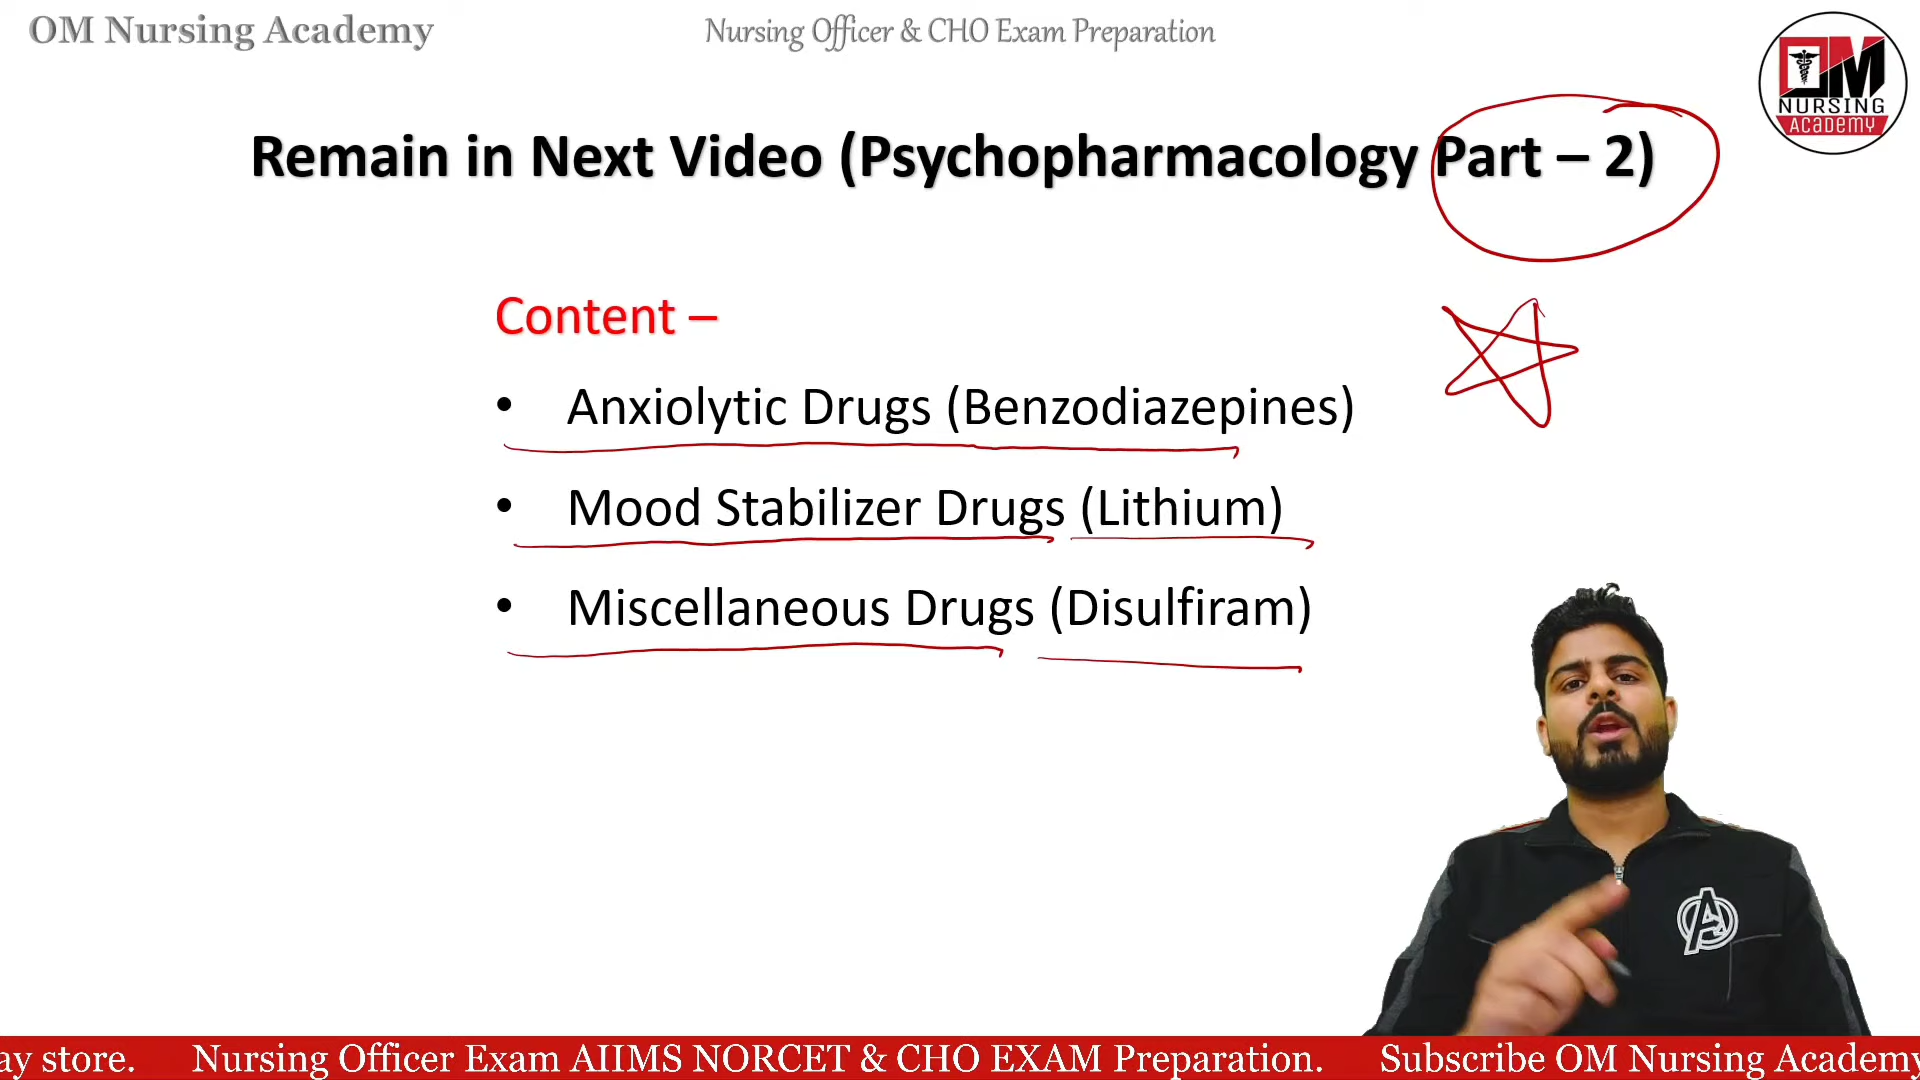 OM Nursing Academy
Nursing Officer & CHO Exam Preparation
OM
NURSING
ACADEMY
Remain in Next Video (Psychopharmacology Part – 2)
Content –
• Anxiolytic Drugs (Benzodiazepines)
• Mood Stabilizer Drugs (Lithium)
• Miscellaneous Drugs (Disulfiram)
ay store. Nursing Officer Exam AIIMS NORCET & CHO EXAM Preparation. Subscribe OM Nursing Academy